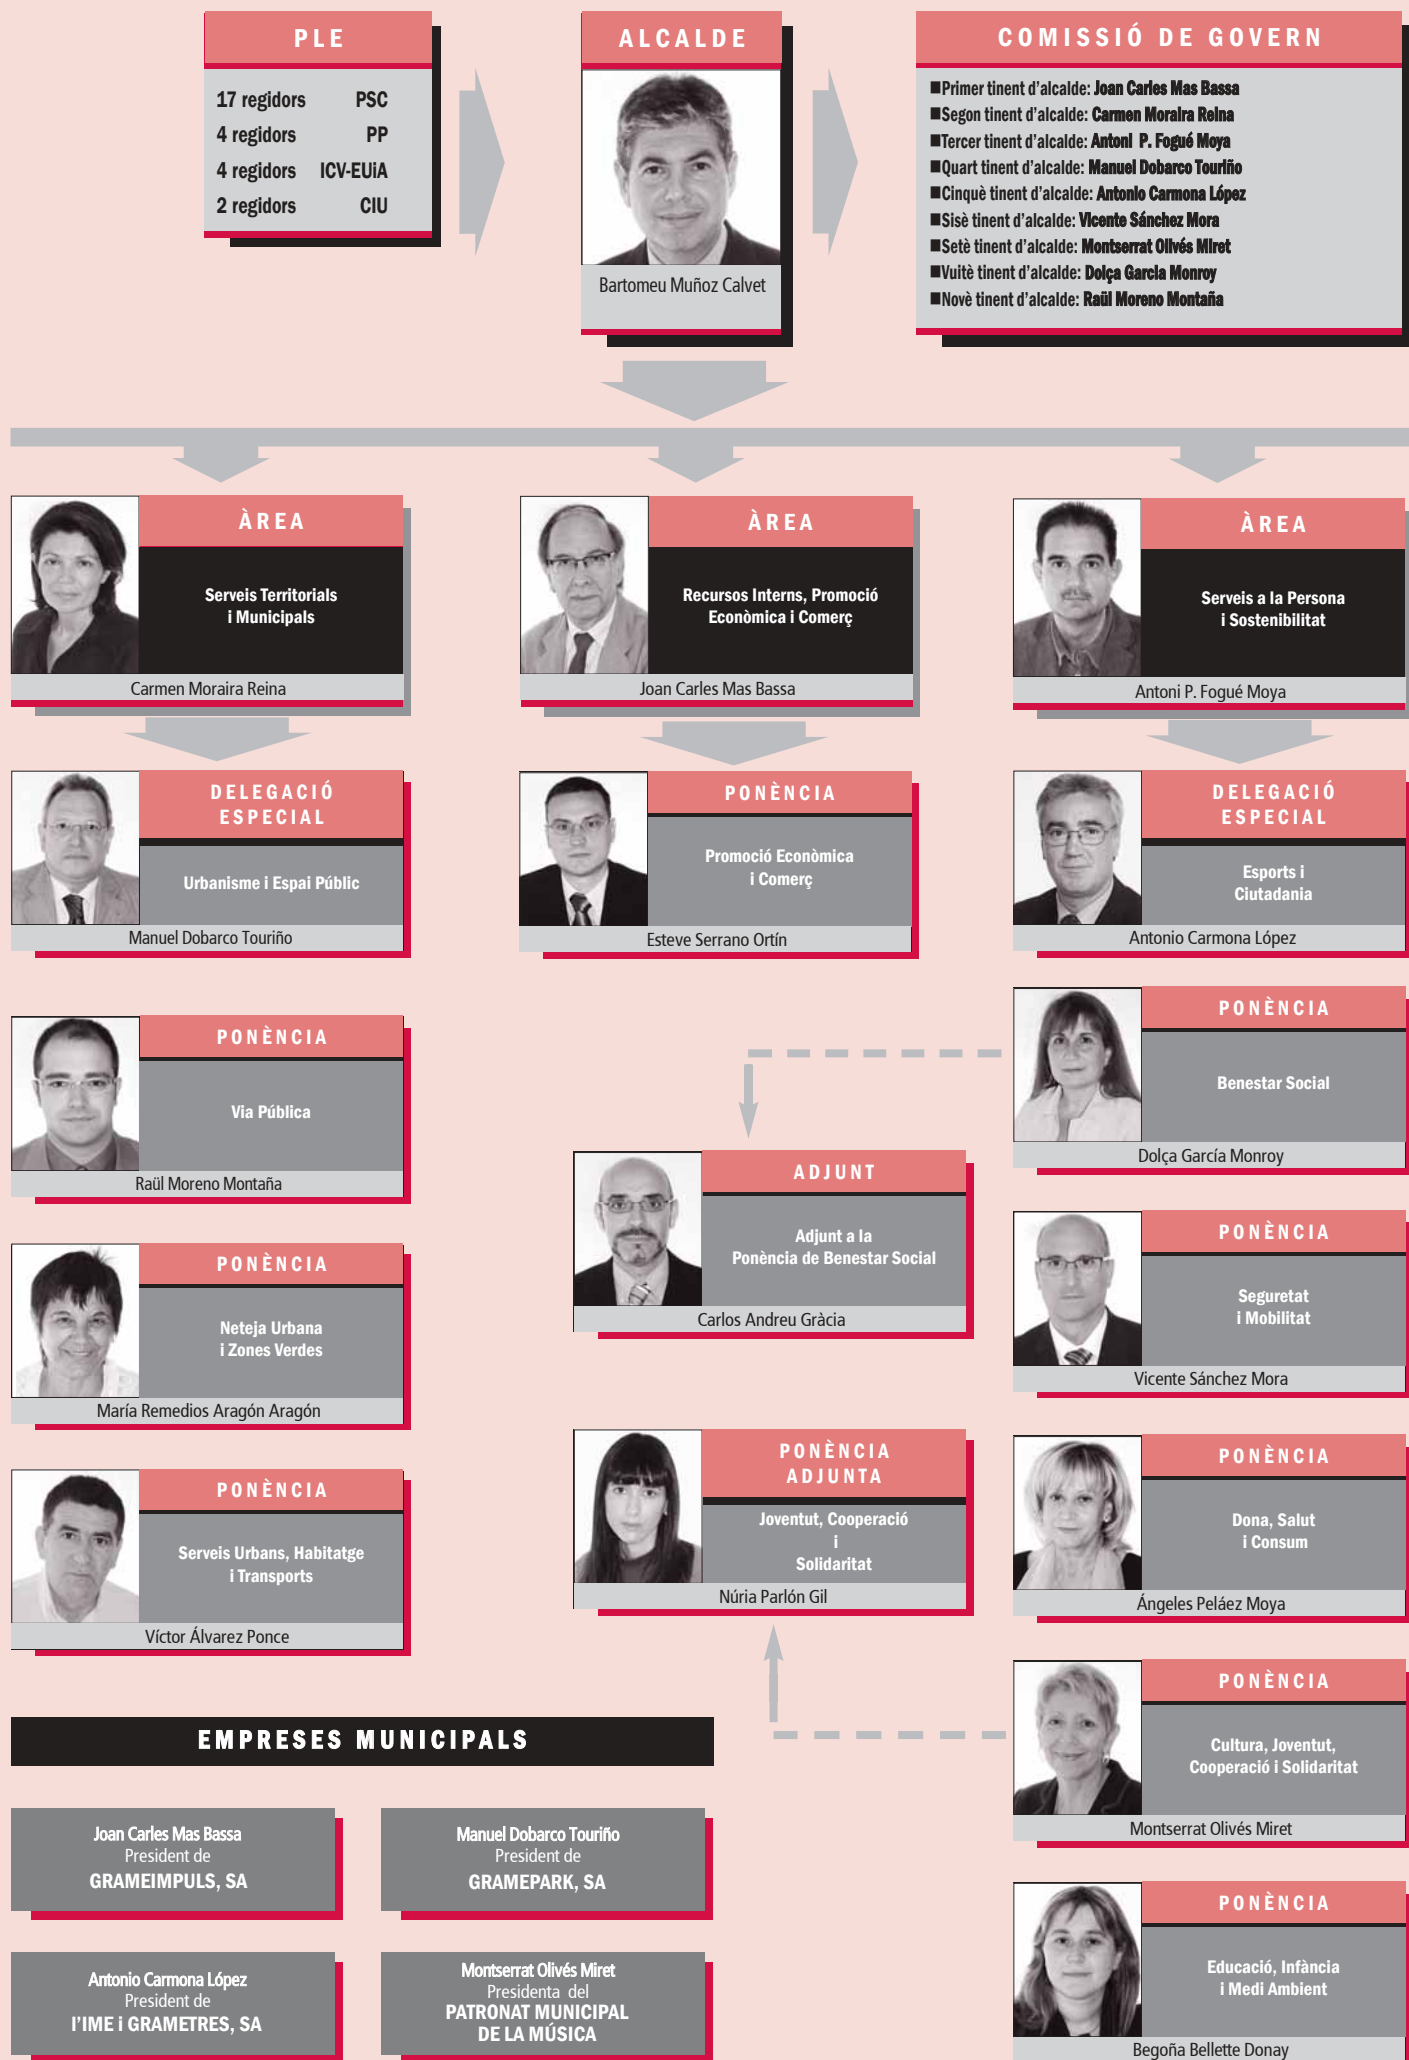 PLE
17 regidors PSC
4 regidors PP
4 regidors ICV-EUiA
2 regidors CIU
ALCALDE
Bartomeu Muñoz Calvet
COMISSIÓ DE GOVERN
■Primer tinent d'alcalde: Joan Carles Mas Bassa
■Segon tinent d'alcalde: Carmen Moraira Reina
■Tercer tinent d'alcalde: Antoni P. Fogué Moya
■Quart tinent d'alcalde: Manuel Dobarco Touriño
■Cinquè tinent d'alcalde: Antonio Carmona López
■Sisè tinent d'alcalde: Vicente Sánchez Mora
■Setè tinent d'alcalde: Montserrat Olivés Miret
■Vuitè tinent d'alcalde: Dolça Garcia Monroy
■Novè tinent d'alcalde: Raül Moreno Montaña
ÀREA
Serveis Territorials
i Municipals
Carmen Moraira Reina
ÀREA
Recursos Interns, Promoció
Econòmica i Comerç
Joan Carles Mas Bassa
ÀREA
Serveis a la Persona
i Sostenibilitat
Antoni P. Fogué Moya
DELEGACIÓ
ESPECIAL
Urbanisme i Espai Públic
Manuel Dobarco Touriño
PONÈNCIA
Promoció Econòmica
i Comerç
Esteve Serrano Ortín
DELEGACIÓ
ESPECIAL
Esports i
Ciutadania
Antonio Carmona López
PONÈNCIA
Via Pública
Raül Moreno Montaña
PONÈNCIA
Benestar Social
Dolça García Monroy
ADJUNT
Adjunt a la
Ponència de Benestar Social
Carlos Andreu Gràcia
PONÈNCIA
Neteja Urbana
i Zones Verdes
María Remedios Aragón Aragón
PONÈNCIA
Seguretat
i Mobilitat
Vicente Sánchez Mora
PONÈNCIA
ADJUNTA
Joventut, Cooperació
i
Solidaritat
Núria Parlón Gil
PONÈNCIA
Dona, Salut
i Consum
Ángeles Peláez Moya
PONÈNCIA
Serveis Urbans, Habitatge
i Transports
Víctor Álvarez Ponce
PONÈNCIA
Cultura, Joventut,
Cooperació i Solidaritat
Montserrat Olivés Miret
PONÈNCIA
Educació, Infància
i Medi Ambient
Begoña Bellette Donay
EMPRESES MUNICIPALS
Joan Carles Mas Bassa
President de
GRAMEIMPULS, SA
Manuel Dobarco Touriño
President de
GRAMEPARK, SA
Antonio Carmona López
President de
l'IME i GRAMETRES, SA
Montserrat Olivés Miret
Presidenta del
PATRONAT MUNICIPAL
DE LA MÚSICA